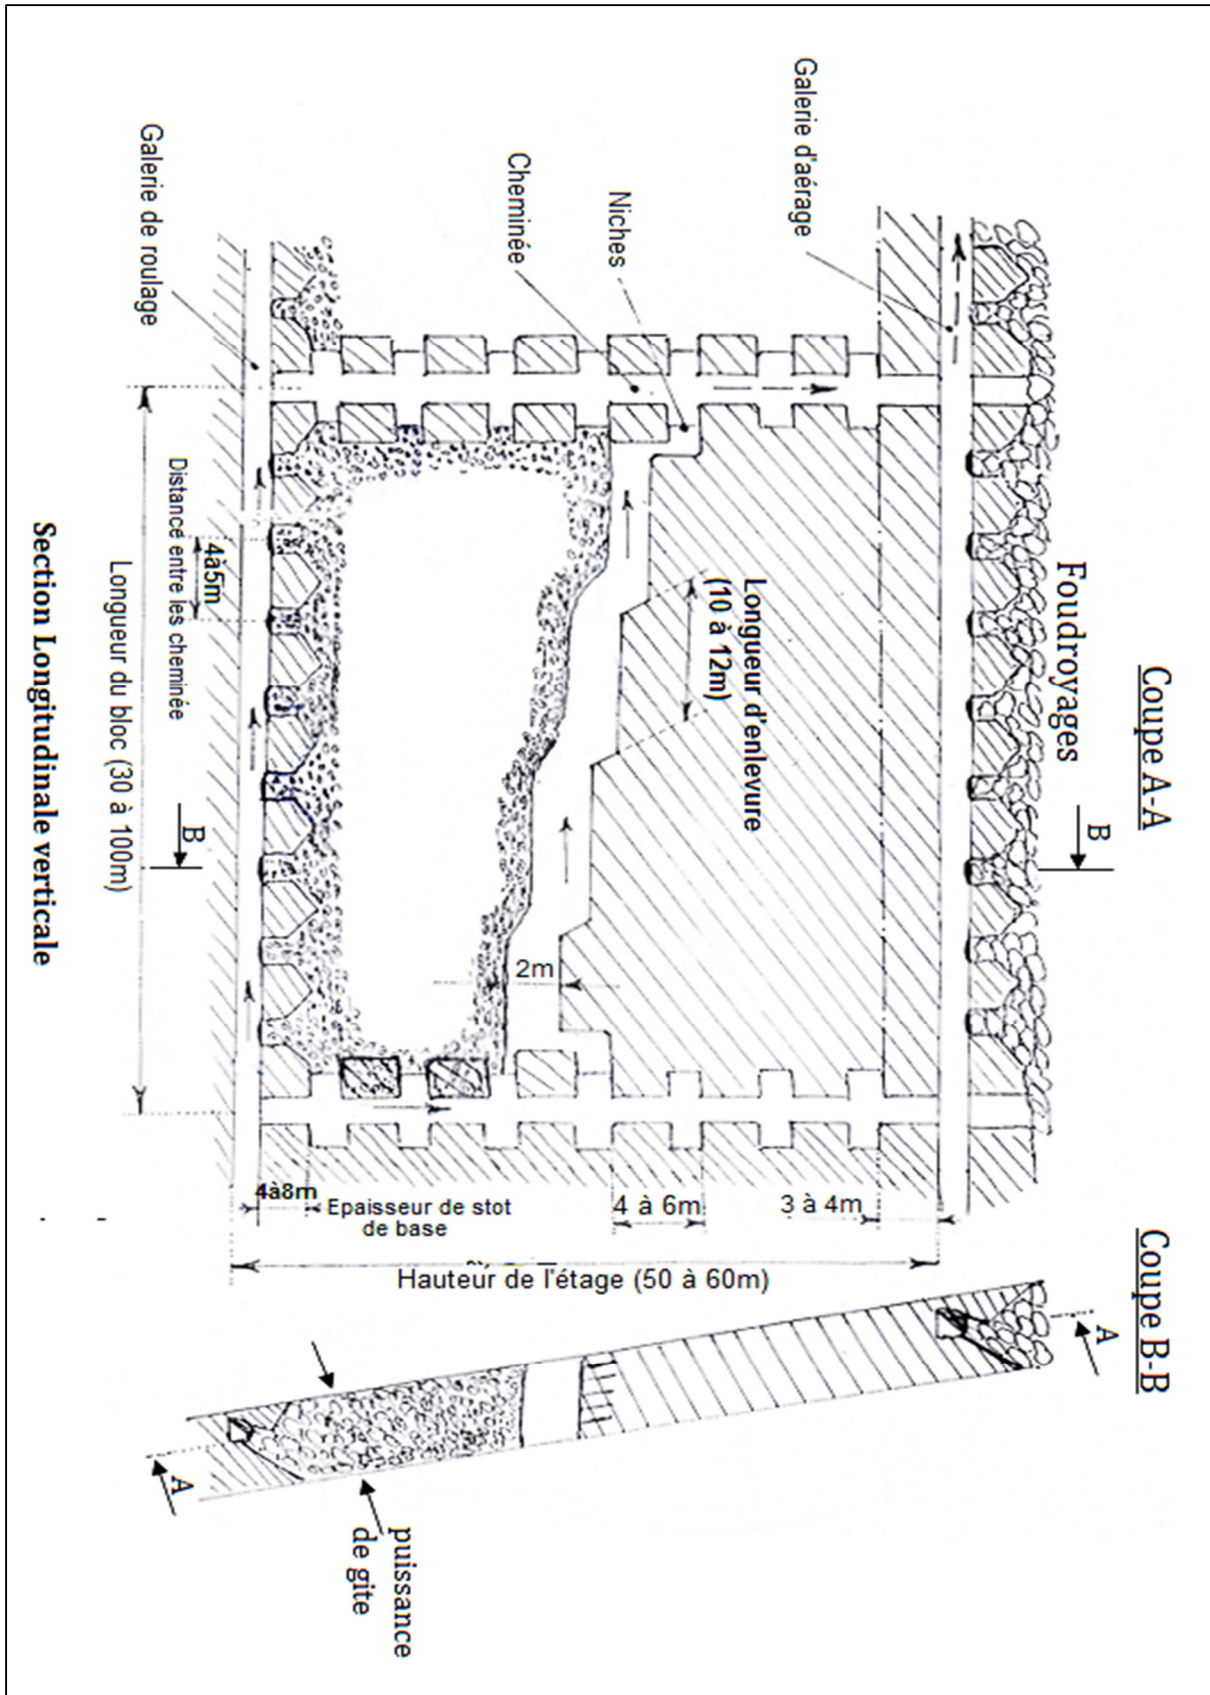 Coupe A-A
Coupe B-B
Foudroyages
Galerie d'aérage
Niches
Cheminée
Galerie de roulage
Longueur d'enlevure
(10 à 12m)
B
B
A
A
2m
4à5m
Distance entre les cheminée
Longueur du bloc (30 à 100m)
4à8m
Epaisseur de stot
de base
4 à 6m
3 à 4m
Hauteur de l'étage (50 à 60m)
puissance
de gite
Section Longitudinale verticale